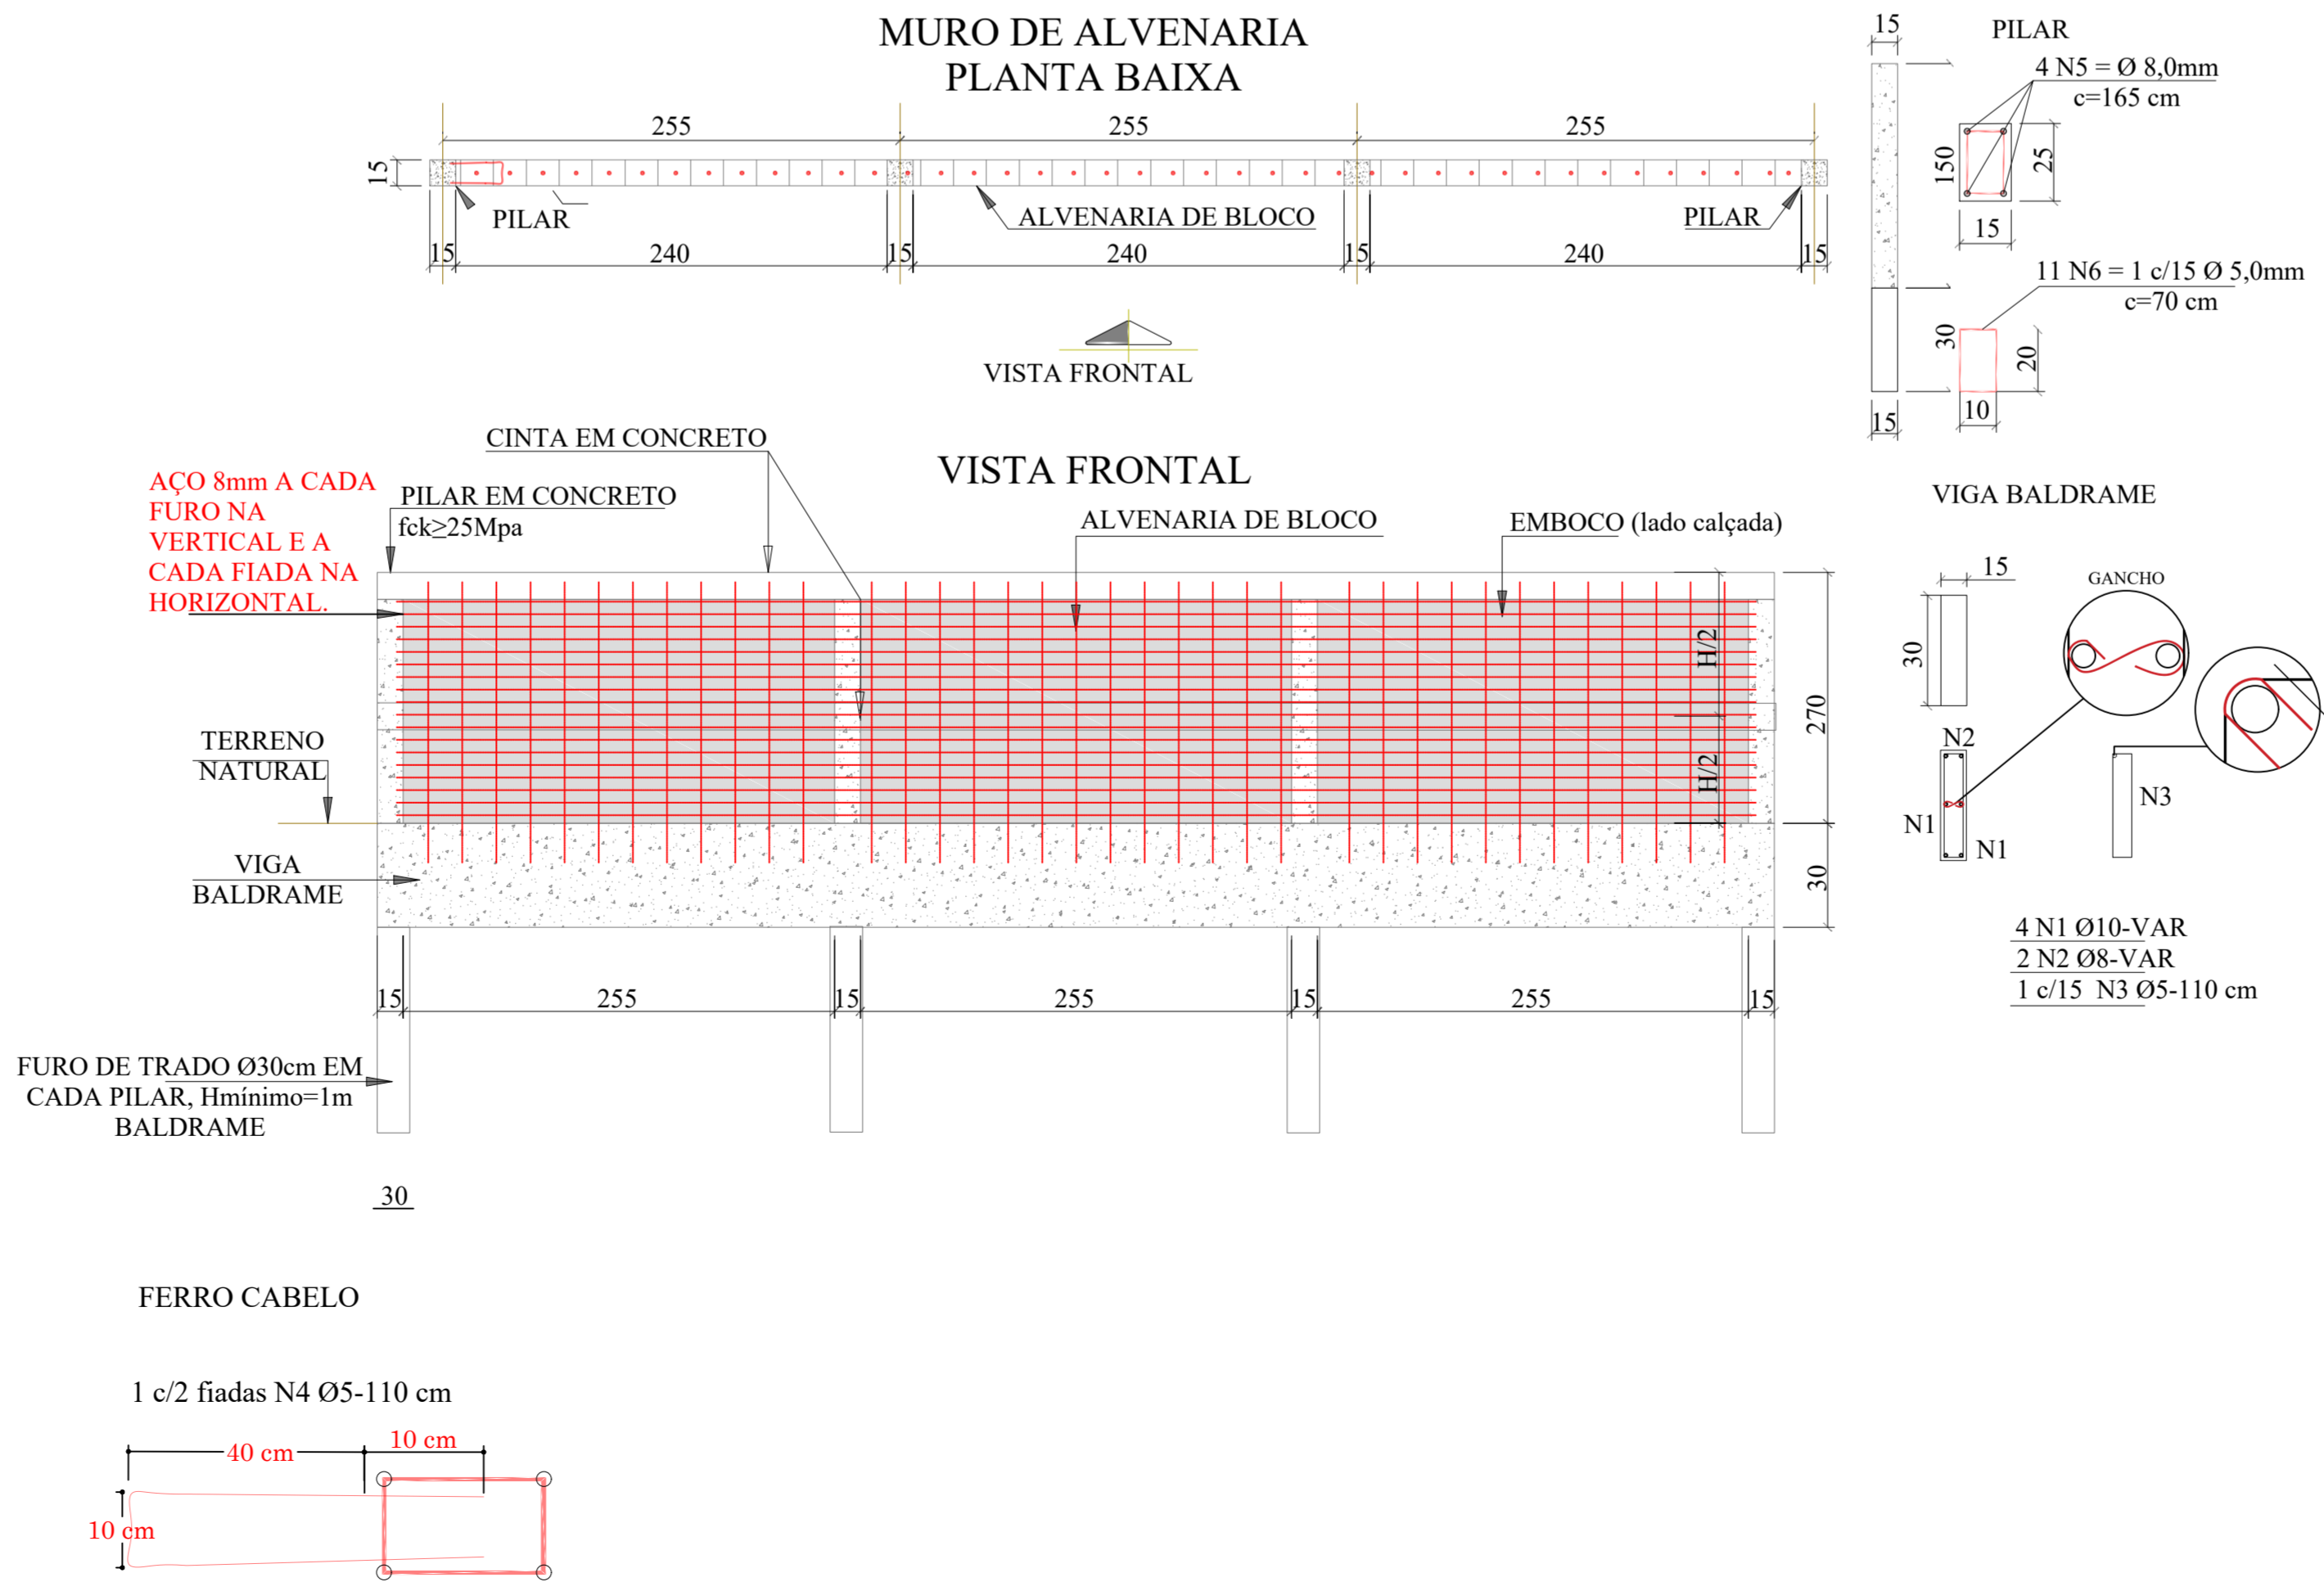 MURO DE ALVENARIA
PLANTA BAIXA
255
255
255
15
PILAR
ALVENARIA DE BLOCO
PILAR
15
240
15
240
15
240
15
VISTA FRONTAL
15
PILAR
4 N5 = Ø 8,0mm
c=165 cm
150
25
15
11 N6 = 1 c/15 Ø 5,0mm
c=70 cm
30
20
10
15
CINTA EM CONCRETO
VISTA FRONTAL
AÇO 8mm A CADA
FURO NA
VERTICAL E A
CADA FIADA NA
HORIZONTAL.
PILAR EM CONCRETO
fck≥25Mpa
ALVENARIA DE BLOCO
EMBOCO (lado calçada)
H/2
H/2
270
30
TERRENO
NATURAL
VIGA
BALDRAME
15
255
15
255
15
255
15
FURO DE TRADO Ø30cm EM
CADA PILAR, Hmínimo=1m
BALDRAME
30
VIGA BALDRAME
15
GANCHO
30
N2
N3
N1
N1
4 N1 Ø10-VAR
2 N2 Ø8-VAR
1 c/15 N3 Ø5-110 cm
FERRO CABELO
1 c/2 fiadas N4 Ø5-110 cm
40 cm
10 cm
10 cm